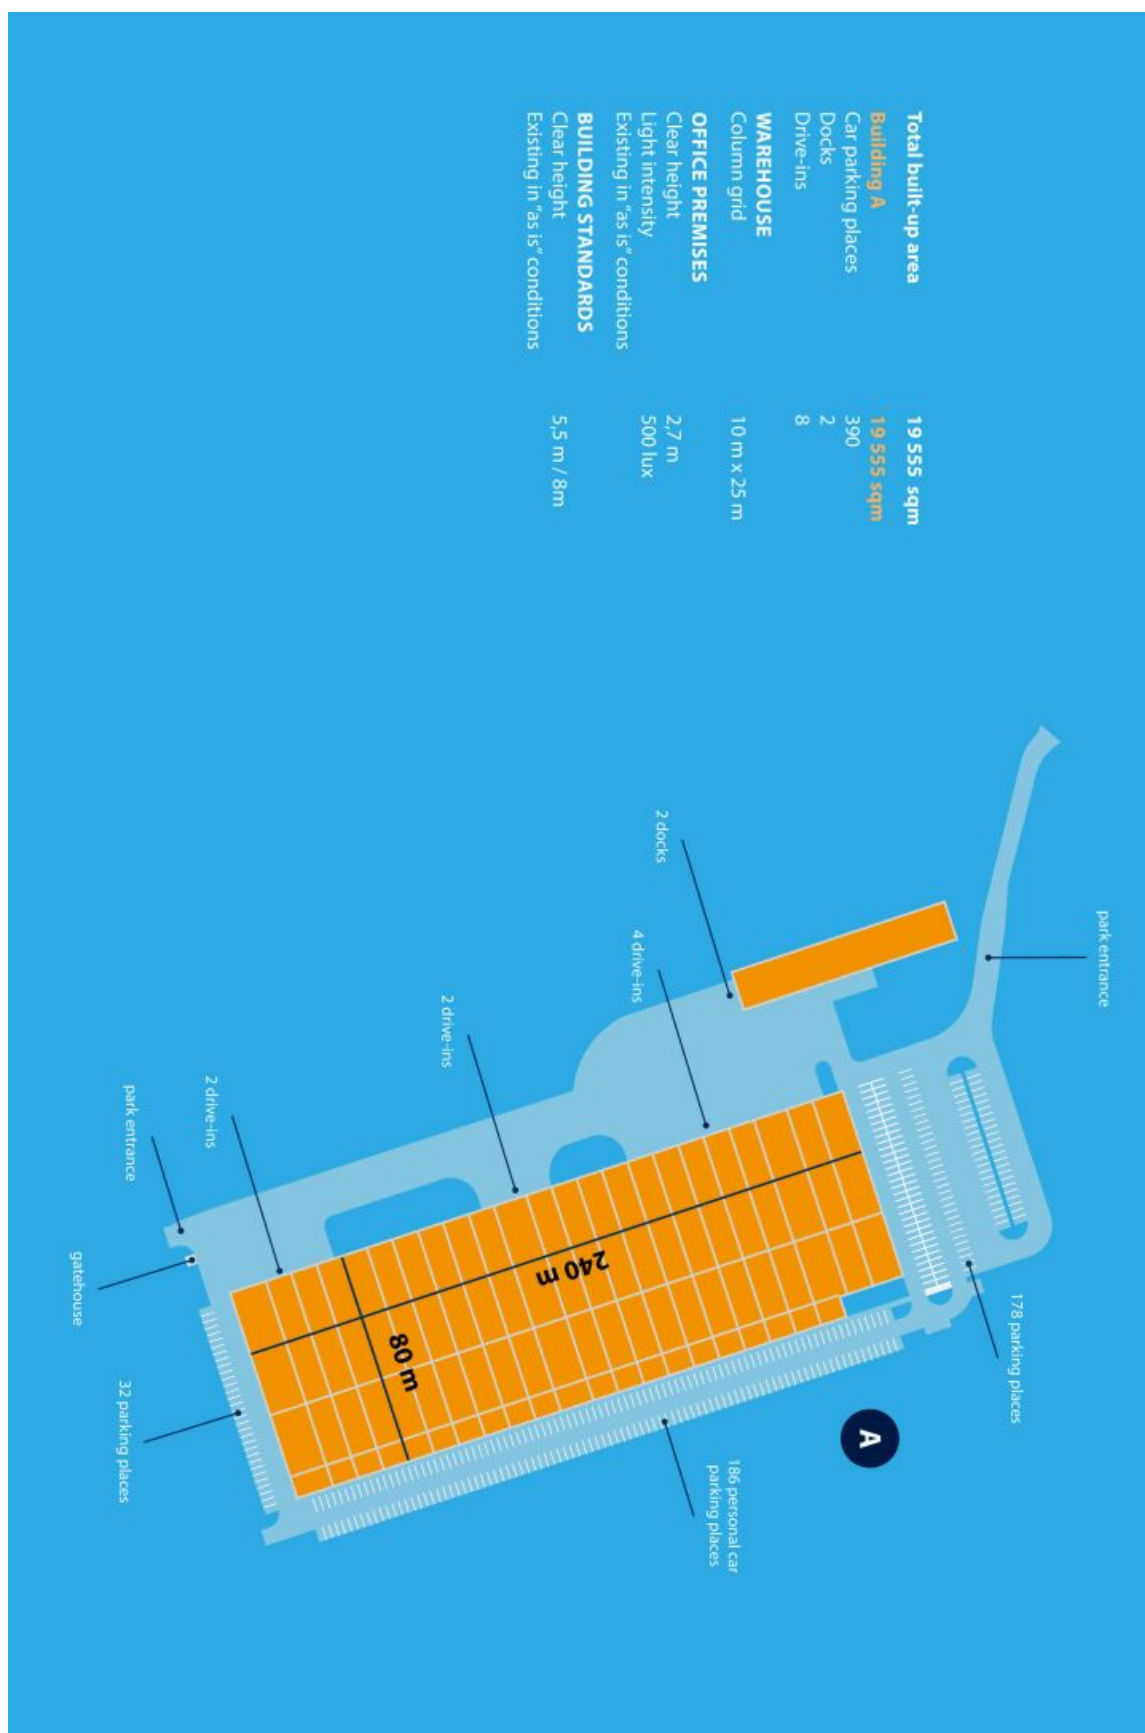 Total built-up area 19 555 sqm
Building A 19 555 sqm
Car parking places 390
Docks 2
Drive-ins 8
WAREHOUSE
Column grid 10 m x 25 m
OFFICE PREMISES
Clear height 2,7 m
Light intensity 500 lux
Existing in "as is" conditions
BUILDING STANDARDS
Clear height 5,5 m / 8m
Existing in "as is" conditions
park entrance
2 docks
4 drive-ins
2 drive-ins
2 drive-ins
park entrance
gatehouse
240 m
80 m
178 parking places
A
186 personal car
parking places
32 parking places